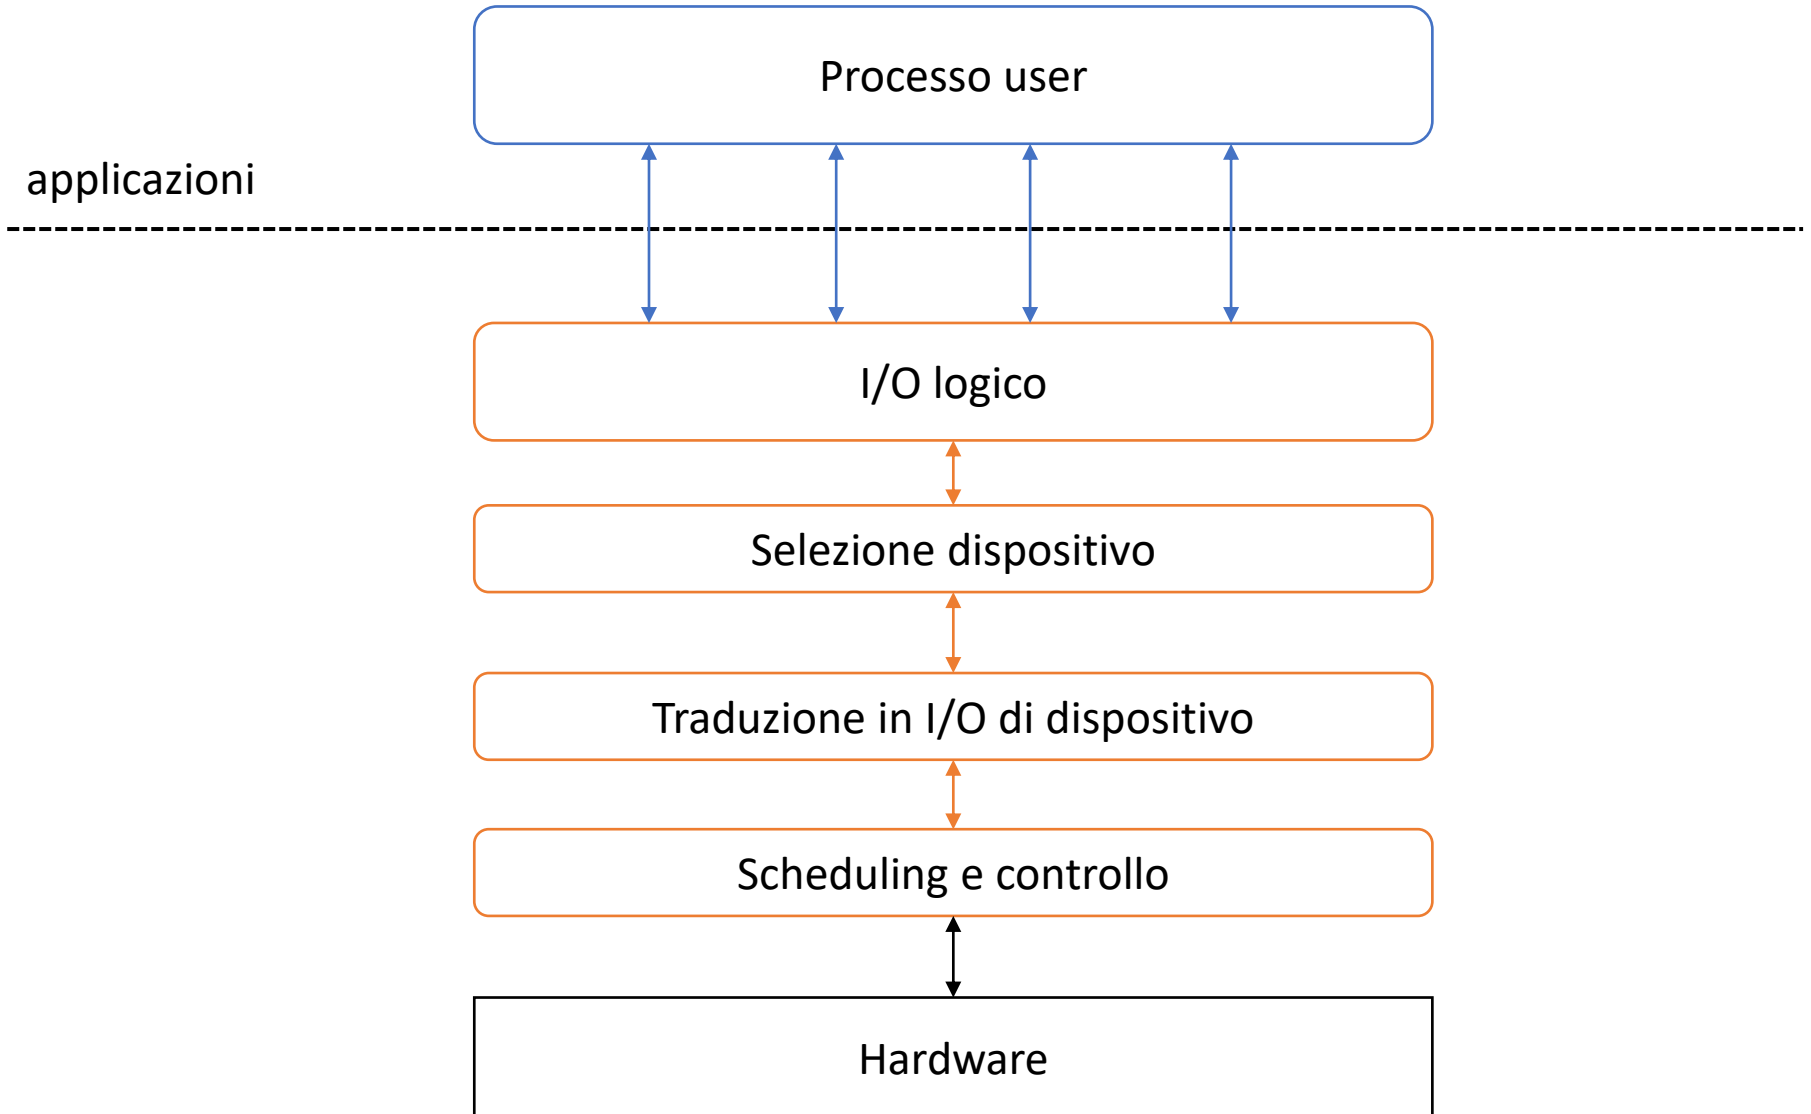 Processo user
applicazioni
I/O logico
Selezione dispositivo
Traduzione in I/O di dispositivo
Scheduling e controllo
Hardware